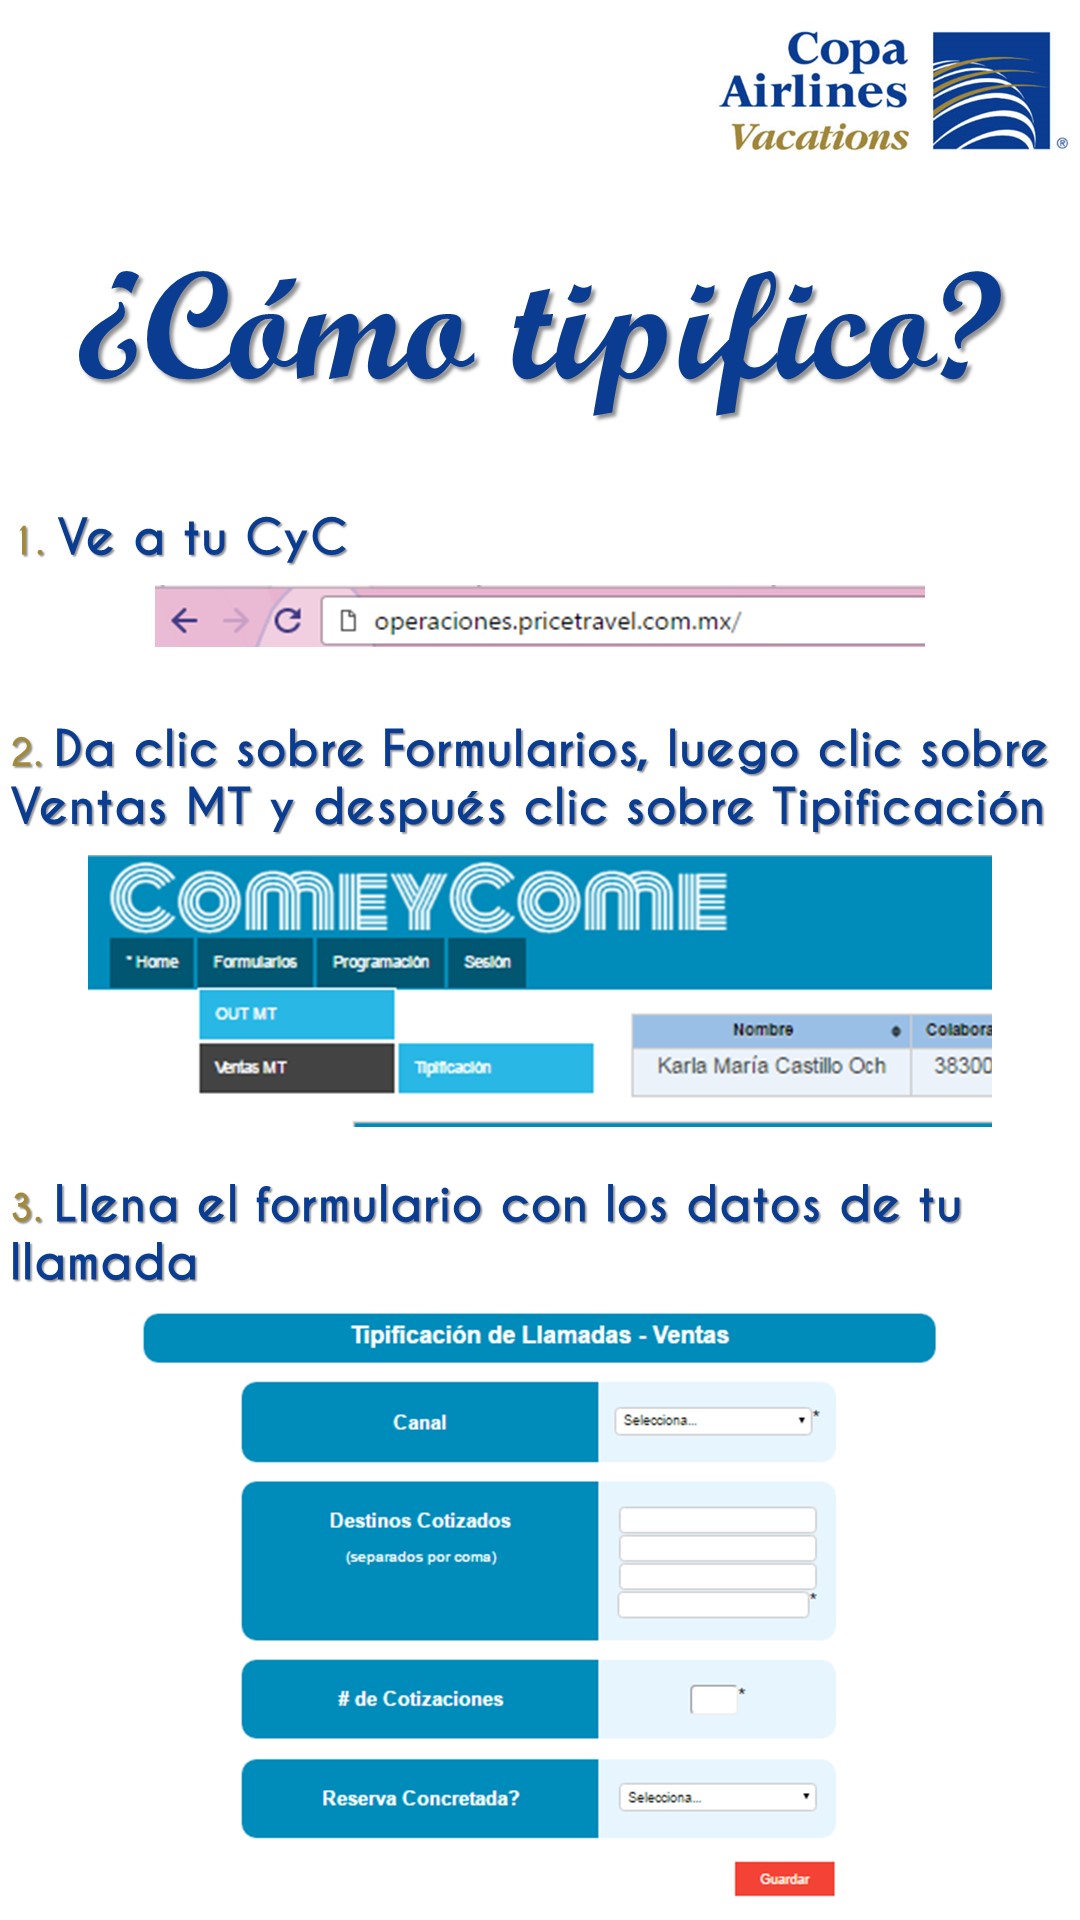 Copa
Airlines
Vacations
®
¿Cómo tipifico?
1. Ve a tu CyC
operaciones.pricetravel.com.mx/
2. Da clic sobre Formularios, luego clic sobre
Ventas MT y después clic sobre Tipificación
COMEYCOME
* Home Formularios Programación Sesión
OUT MT
Nombre Colabora
Ventas MT Tipificación
Karla María Castillo Och 38300
3. Llena el formulario con los datos de tu
llamada
Tipificación de Llamadas - Ventas
Canal Selecciona... *
Destinos Cotizados
(separados por coma)
*
# de Cotizaciones *
Reserva Concretada? Selecciona...
Guardar